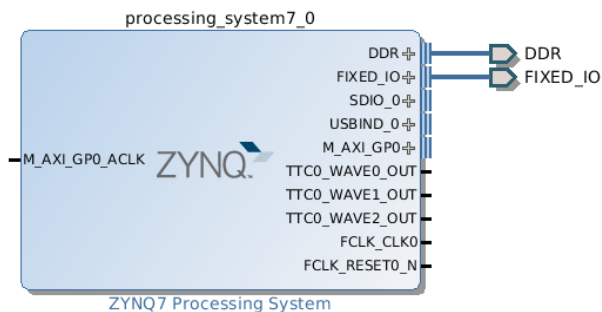 processing_system7_0
DDR
FIXED_IO
SDIO_0
USBIND_0
M_AXI_GP0
M_AXI_GP0_ACLK
ZYNQ
TTC0_WAVE0_OUT
TTC0_WAVE1_OUT
TTC0_WAVE2_OUT
FCLK_CLK0
FCLK_RESET0_N
DDR
FIXED_IO
ZYNQ7 Processing System